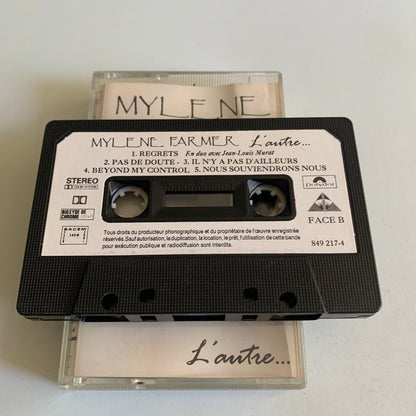 MYLENE
MYLENE FARMER L'autre...
1. REGRETS En duo avec Jean-Louis Murat
2. PAS DE DOUTE - 3. IL N'Y A PAS D'AILLEURS
4. BEYOND MY CONTROL - 5. NOUS SOUVIENDRONS NOUS
STEREO
polydor
BIOXYDE DE
CHROME
FACE B
SACEM
Tous droits du producteur phonographique et du propriétaire de l'œuvre enregistrée
réservés. Sauf autorisation, la duplication, la location, le prêt, l'utilisation de cette bande
pour exécution publique et radiodiffusion sont interdits.
849 217-4
L'autre...